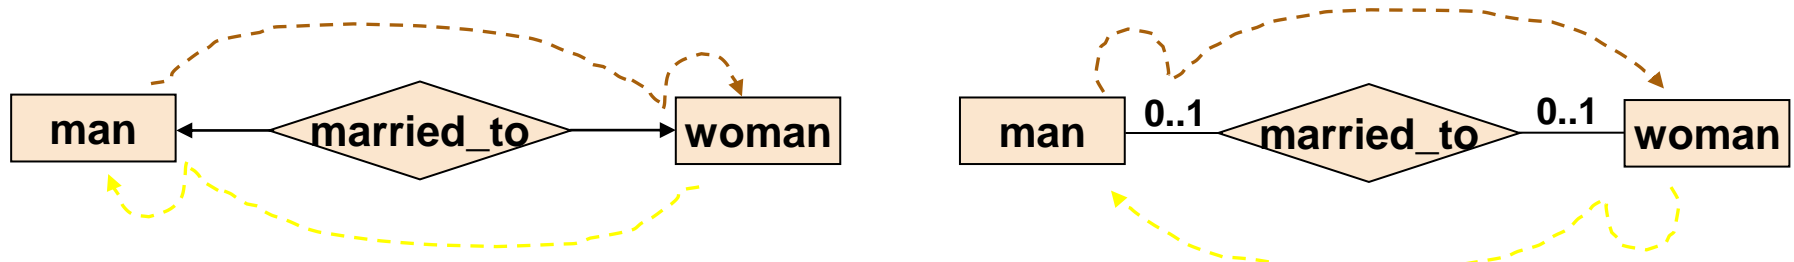 man married_to woman
man 0..1 married_to 0..1 woman